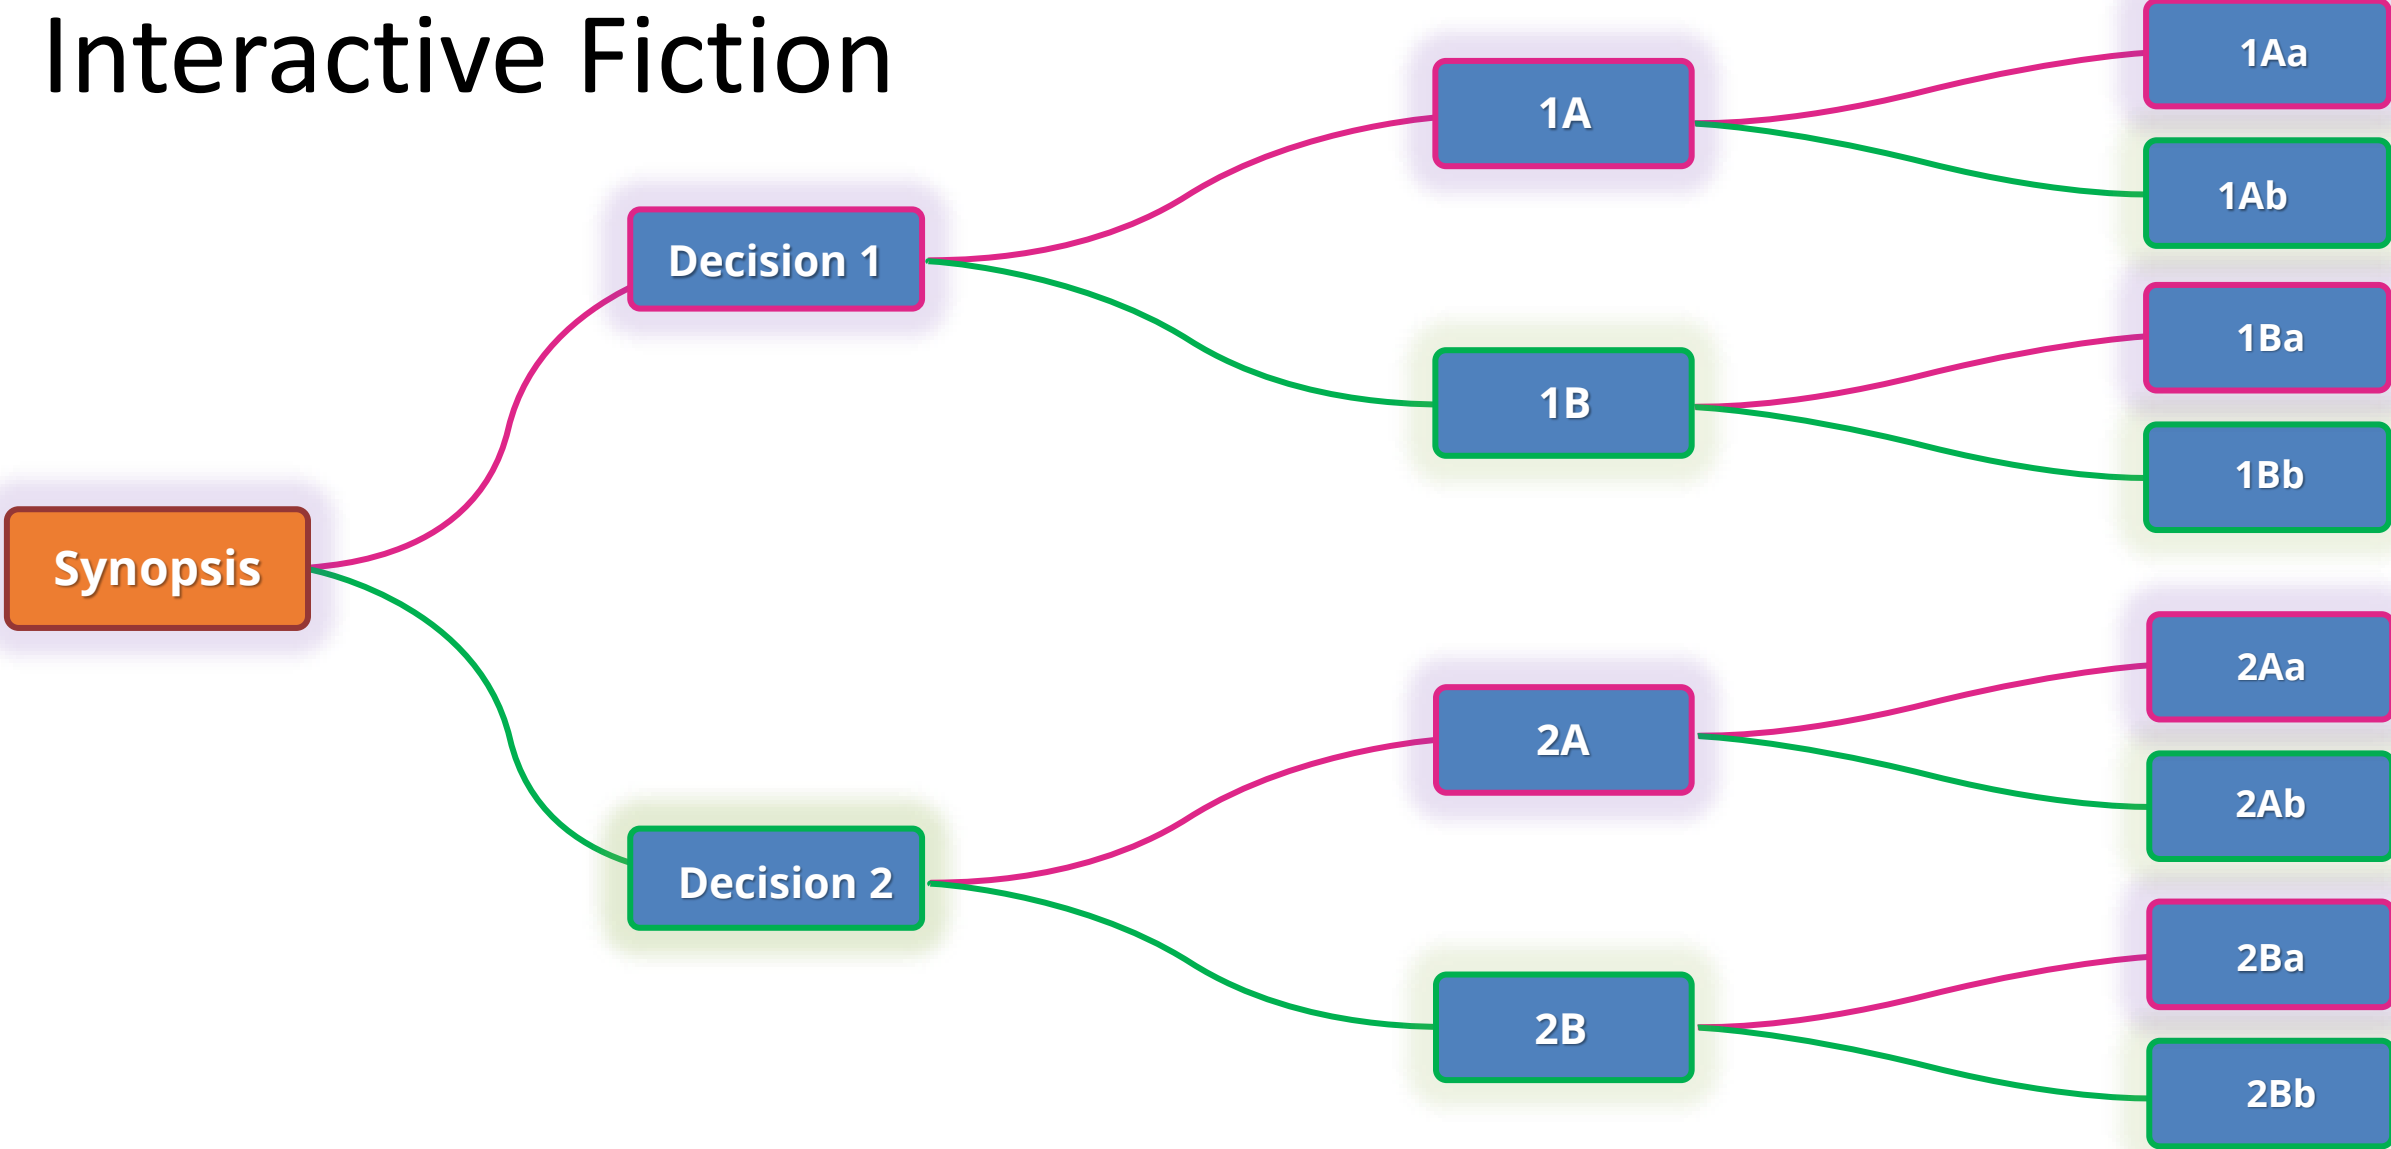 Interactive Fiction
Synopsis
Decision 1
Decision 2
1A
1B
2A
2B
1Aa
1Ab
1Ba
1Bb
2Aa
2Ab
2Ba
2Bb